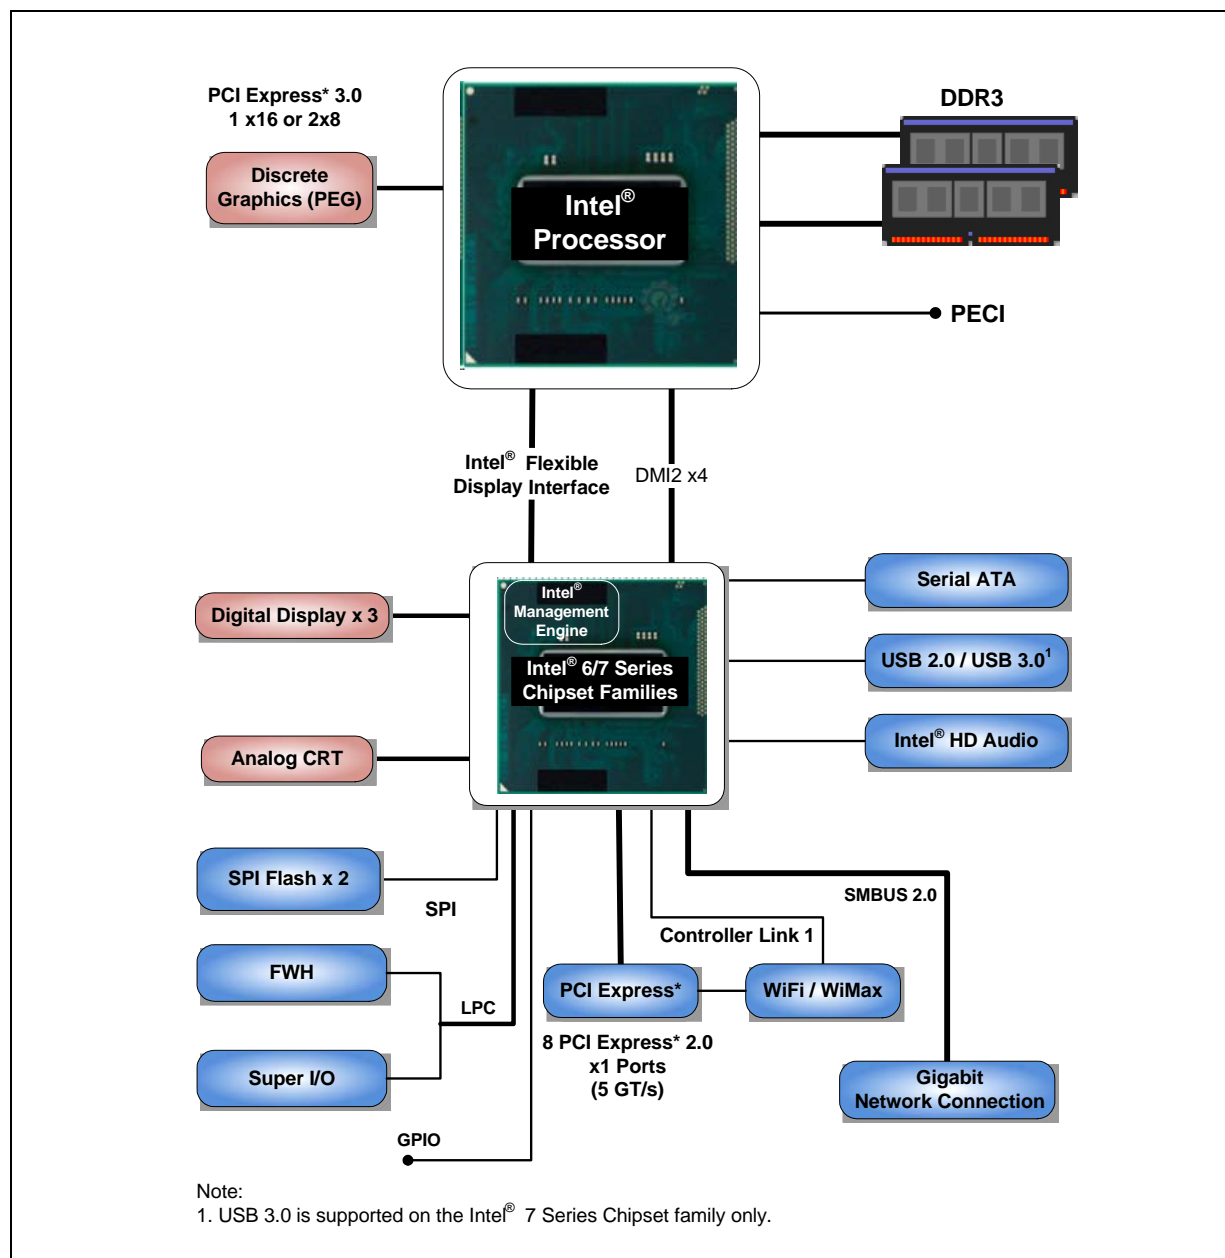 PCI Express* 3.0
1 x16 or 2x8
Discrete
Graphics (PEG)
Intel®
Processor
DDR3
PECI
Intel® Flexible
Display Interface
DMI2 x4
Intel®
Management
Engine
Intel® 6/7 Series
Chipset Families
Digital Display x 3
Analog CRT
Serial ATA
USB 2.0 / USB 3.0¹
Intel® HD Audio
SPI Flash x 2
SPI
FWH
LPC
Super I/O
GPIO
SMBUS 2.0
Controller Link 1
PCI Express*
WiFi / WiMax
8 PCI Express* 2.0
x1 Ports
(5 GT/s)
Gigabit
Network Connection
Note:
1. USB 3.0 is supported on the Intel® 7 Series Chipset family only.